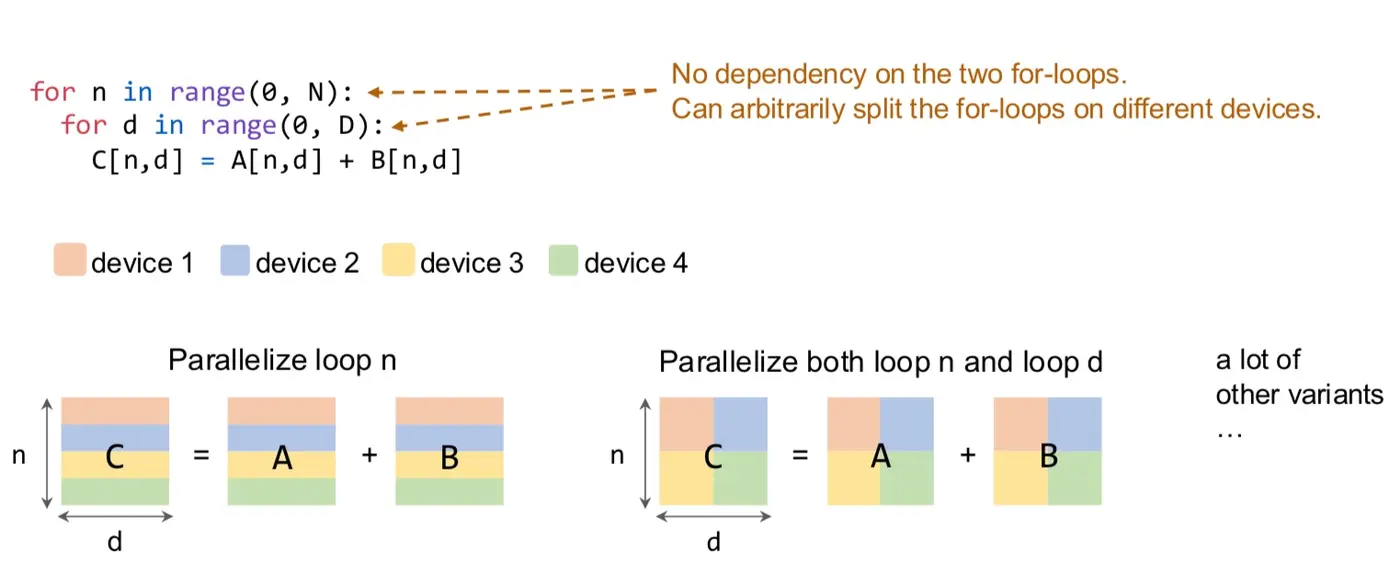 for n in range(0, N):
for d in range(0, D):
C[n,d] = A[n,d] + B[n,d]
No dependency on the two for-loops.
Can arbitrarily split the for-loops on different devices.
device 1 device 2 device 3 device 4
Parallelize loop n
n C = A + B
d
Parallelize both loop n and loop d
n C = A + B
d
a lot of
other variants
...